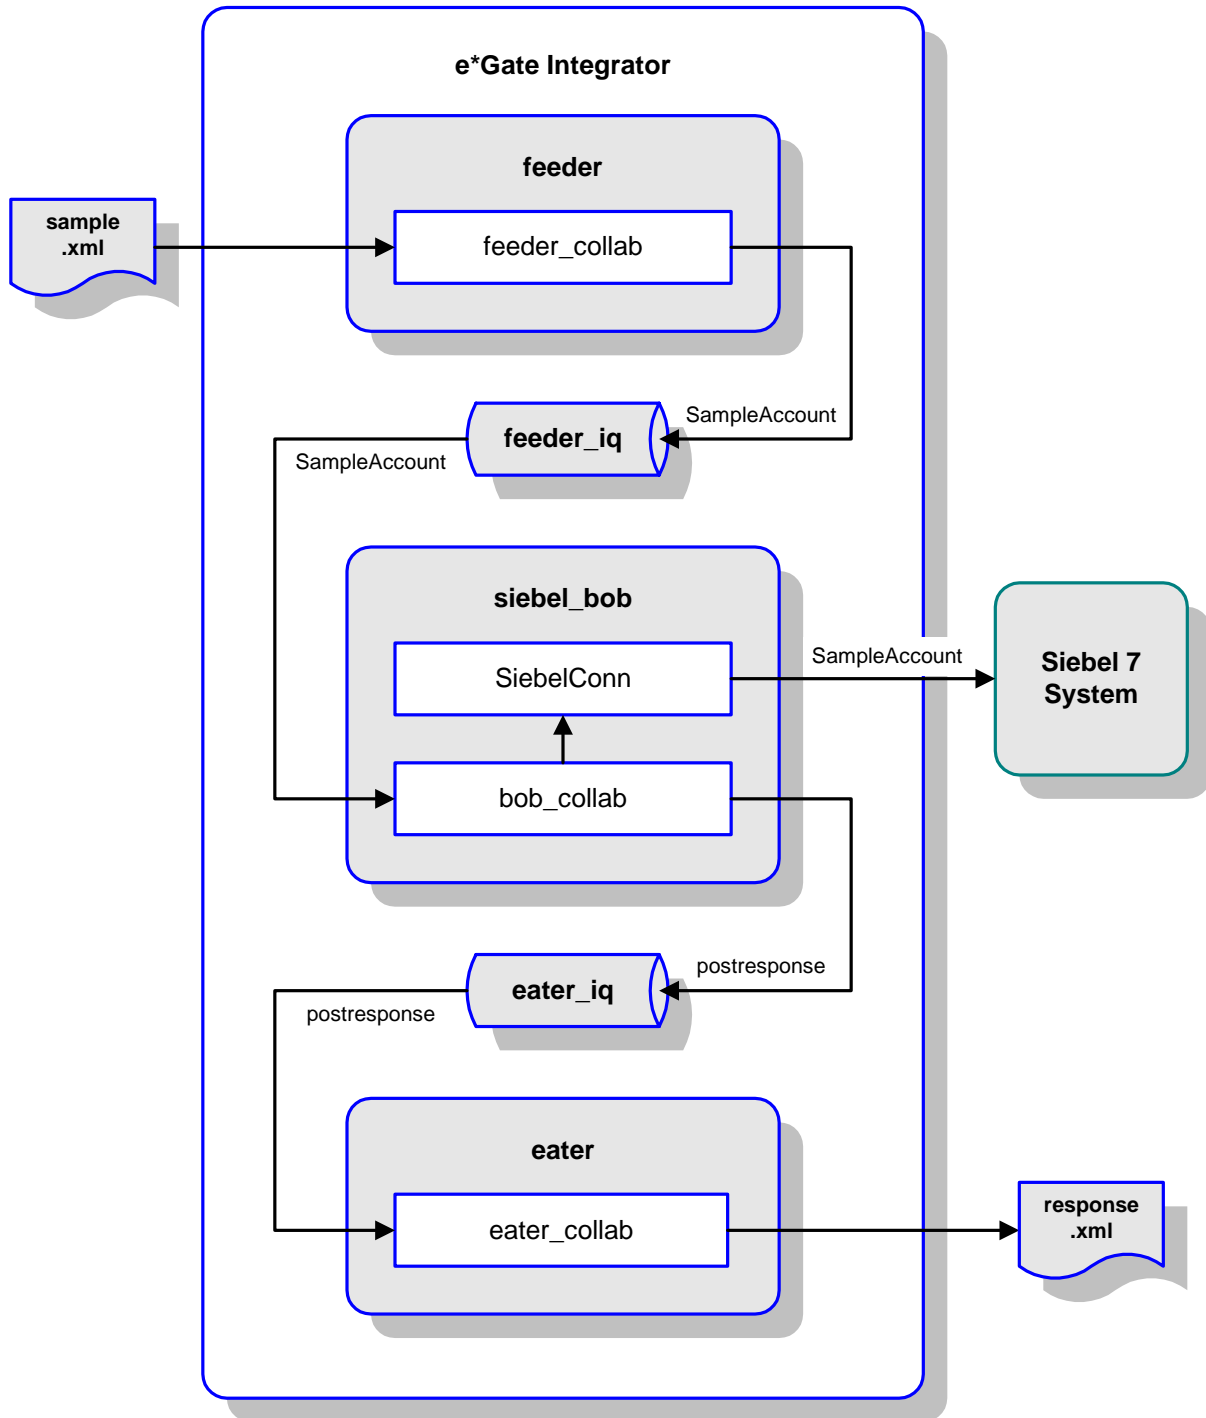 e*Gate Integrator
feeder
sample
.xml
feeder_collab
SampleAccount
feeder_iq
SampleAccount
siebel_bob
SampleAccount
SiebelConn
Siebel 7
System
bob_collab
postresponse
eater_iq
postresponse
eater
response
.xml
eater_collab